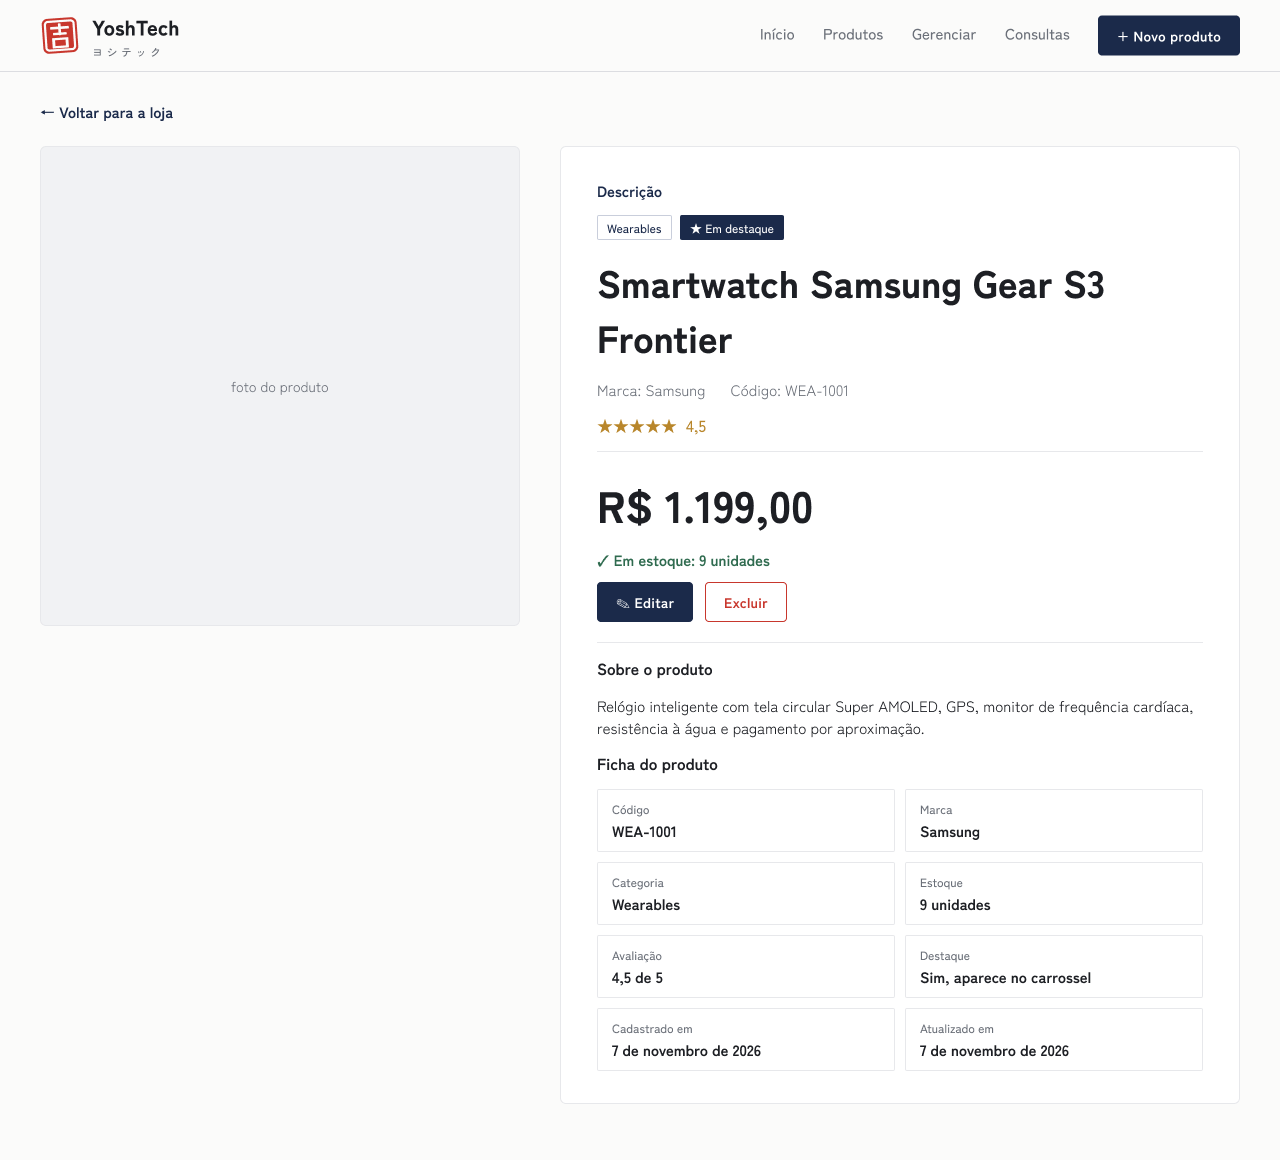 吉
YoshTech
ヨシテック
Início
Produtos
Gerenciar
Consultas
+ Novo produto
← Voltar para a loja
foto do produto
Descrição
Wearables
★ Em destaque
Smartwatch Samsung Gear S3
Frontier
Marca: Samsung
Código: WEA-1001
★★★★★ 4,5
R$ 1.199,00
✓ Em estoque: 9 unidades
✎ Editar
Excluir
Sobre o produto
Relógio inteligente com tela circular Super AMOLED, GPS, monitor de frequência cardíaca,
resistência à água e pagamento por aproximação.
Ficha do produto
Código
WEA-1001
Marca
Samsung
Categoria
Wearables
Estoque
9 unidades
Avaliação
4,5 de 5
Destaque
Sim, aparece no carrossel
Cadastrado em
7 de novembro de 2026
Atualizado em
7 de novembro de 2026